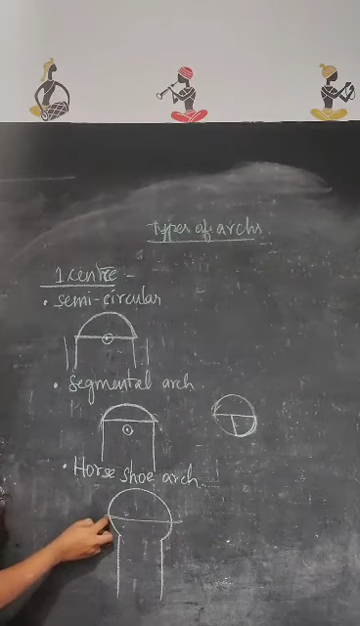 Types of archs.
1 centre -
• semi-circular
• Segmental arch.
• Horse shoe arch.